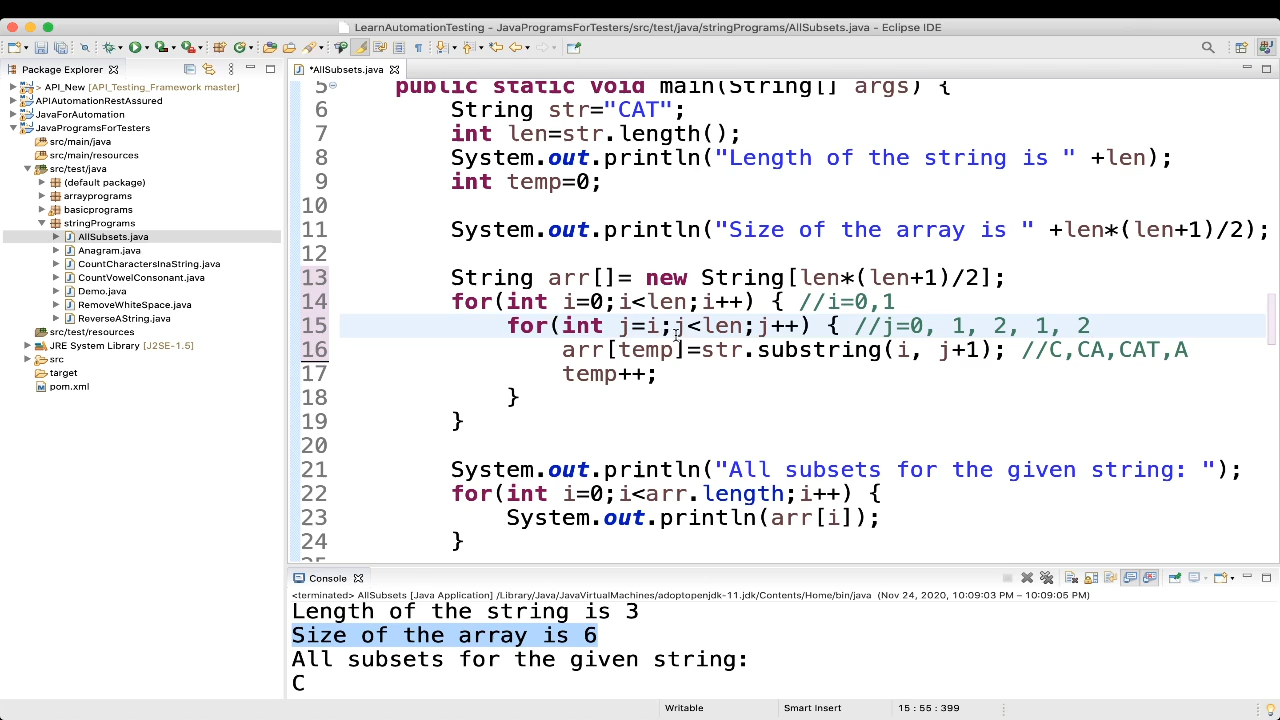 LearnAutomationTesting - JavaProgramsForTesters/src/test/java/stringPrograms/AllSubsets.java - Eclipse IDE
Package Explorer
*AllSubsets.java
> API_New [API_Testing_Framework master]
APIAutomationRestAssured
JavaForAutomation
JavaProgramsForTesters
src/main/java
src/main/resources
src/test/java
(default package)
arrayprograms
basicprograms
stringPrograms
AllSubsets.java
Anagram.java
CountCharactersInaString.java
CountVowelConsonant.java
Demo.java
RemoveWhiteSpace.java
ReverseAString.java
src/test/resources
JRE System Library [J2SE-1.5]
src
target
pom.xml
5 public static void main(String[] args) {
6 String str="CAT";
7 int len=str.length();
8 System.out.println("Length of the string is " +len);
9 int temp=0;
10
11 System.out.println("Size of the array is " +len*(len+1)/2);
12
13 String arr[]= new String[len*(len+1)/2];
14 for(int i=0;i<len;i++) { //i=0,1
15 for(int j=i;j<len;j++) { //j=0, 1, 2, 1, 2
16 arr[temp]=str.substring(i, j+1); //C,CA,CAT,A
17 temp++;
18 }
19 }
20
21 System.out.println("All subsets for the given string: ");
22 for(int i=0;i<arr.length;i++) {
23 System.out.println(arr[i]);
24 }
Console
<terminated> AllSubsets [Java Application] /Library/Java/JavaVirtualMachines/adoptopenjdk-11.jdk/Contents/Home/bin/java (Nov 24, 2020, 10:09:03 PM – 10:09:05 PM)
Length of the string is 3
Size of the array is 6
All subsets for the given string:
C
Writable
Smart Insert
15 : 55 : 399